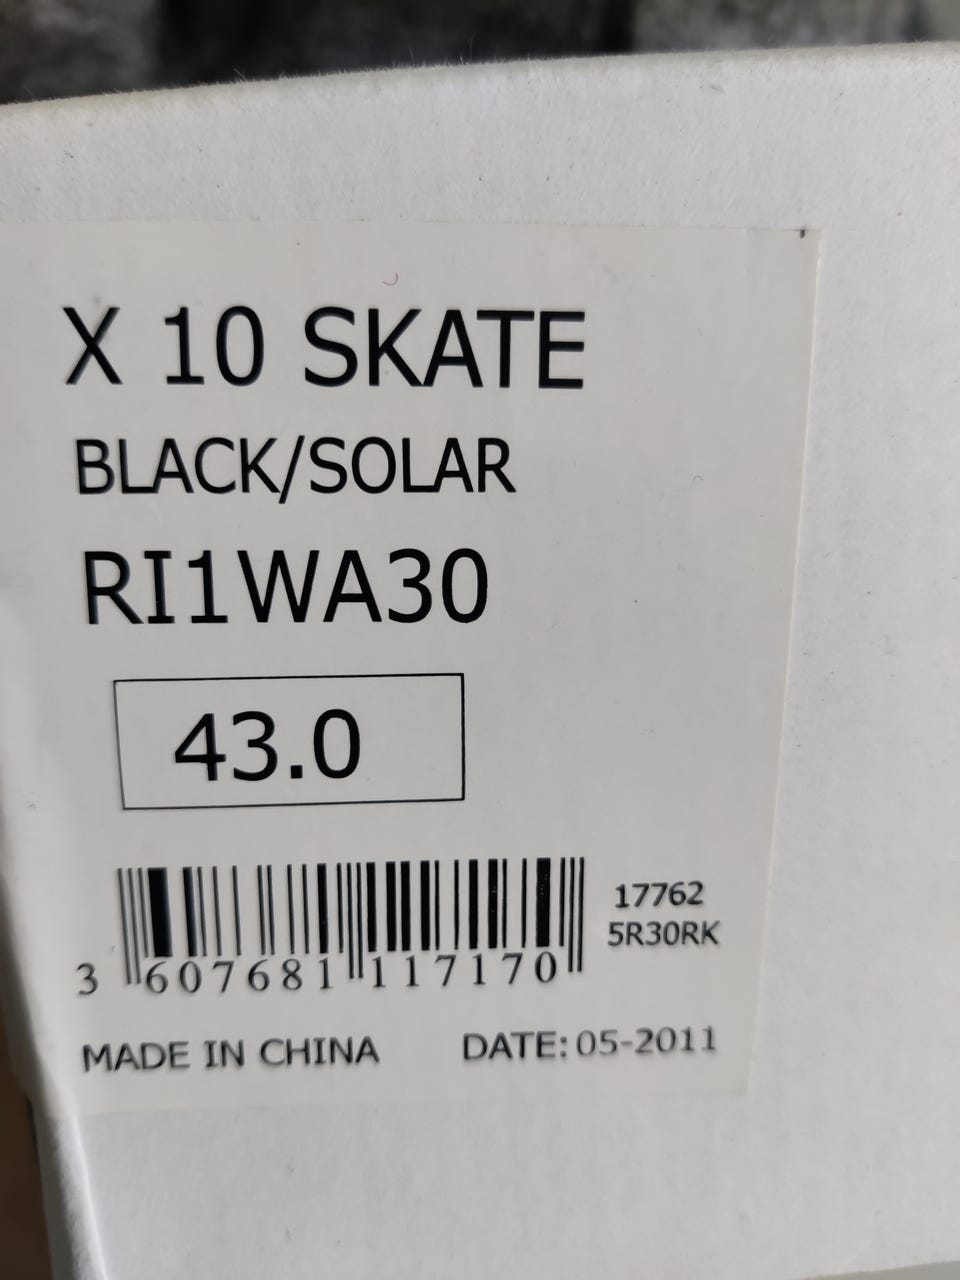 X 10 SKATE
BLACK/SOLAR
RI1WA30
43.0
17762
5R30RK
3 607681 117170
MADE IN CHINA DATE: 05-2011